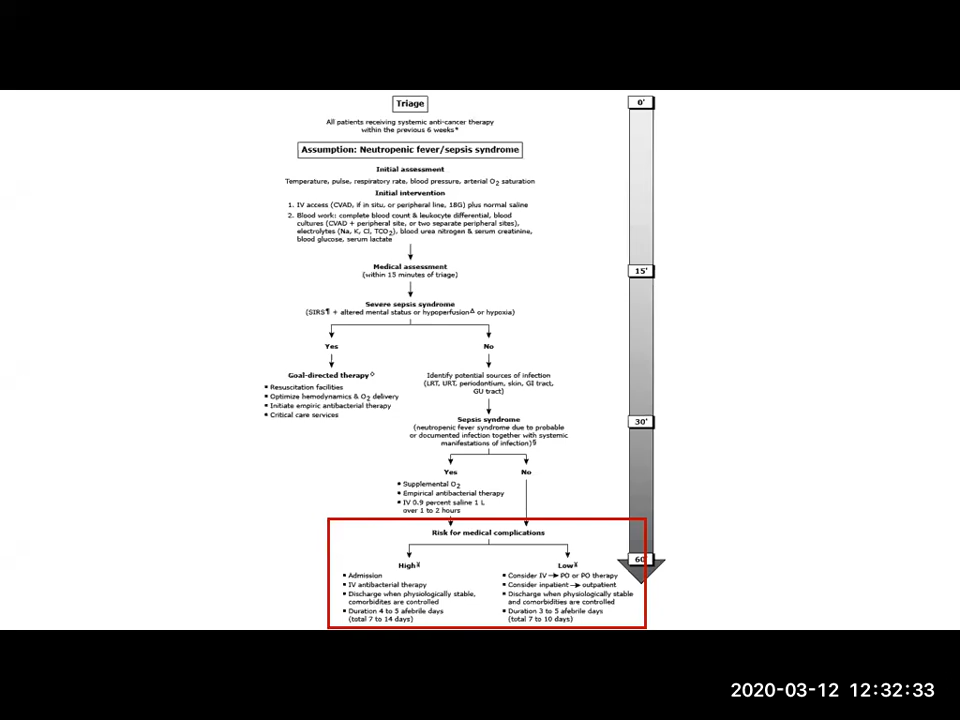 Triage
0'
All patients receiving systemic anti-cancer therapy
within the previous 6 weeks*
Assumption: Neutropenic fever/sepsis syndrome
Initial assessment
Temperature, pulse, respiratory rate, blood pressure, arterial O2 saturation
Initial intervention
1. IV access (CVAD, if in situ, or peripheral line, 18G) plus normal saline
2. Blood work: complete blood count & leukocyte differential, blood
cultures (CVAD + peripheral site, or two separate peripheral sites),
electrolytes (Na, K, Cl, TCO2), blood urea nitrogen & serum creatinine,
blood glucose, serum lactate
Medical assessment
(within 15 minutes of triage)
15'
Severe sepsis syndrome
(SIRS¶ + altered mental status or hypoperfusionΔ or hypoxia)
Yes
No
Goal-directed therapy◇
▪ Resuscitation facilities
▪ Optimize hemodynamics & O2 delivery
▪ Initiate empiric antibacterial therapy
▪ Critical care services
Identify potential sources of infection
(LRT, URT, periodontium, skin, GI tract,
GU tract)
Sepsis syndrome
(neutropenic fever syndrome due to probable
or documented infection together with systemic
manifestations of infection)§
30'
Yes
No
▪ Supplemental O2
▪ Empirical antibacterial therapy
▪ IV 0.9 percent saline 1 L
over 1 to 2 hours
Risk for medical complications
60'
High¥
▪ Admission
▪ IV antibacterial therapy
▪ Discharge when physiologically stable,
comorbidites are controlled
▪ Duration 4 to 5 afebrile days
(total 7 to 14 days)
Low¥
▪ Consider IV → PO or PO therapy
▪ Consider inpatient → outpatient
▪ Discharge when physiologically stable
and comorbidities are controlled
▪ Duration 3 to 5 afebrile days
(total 7 to 10 days)
2020-03-12 12:32:33